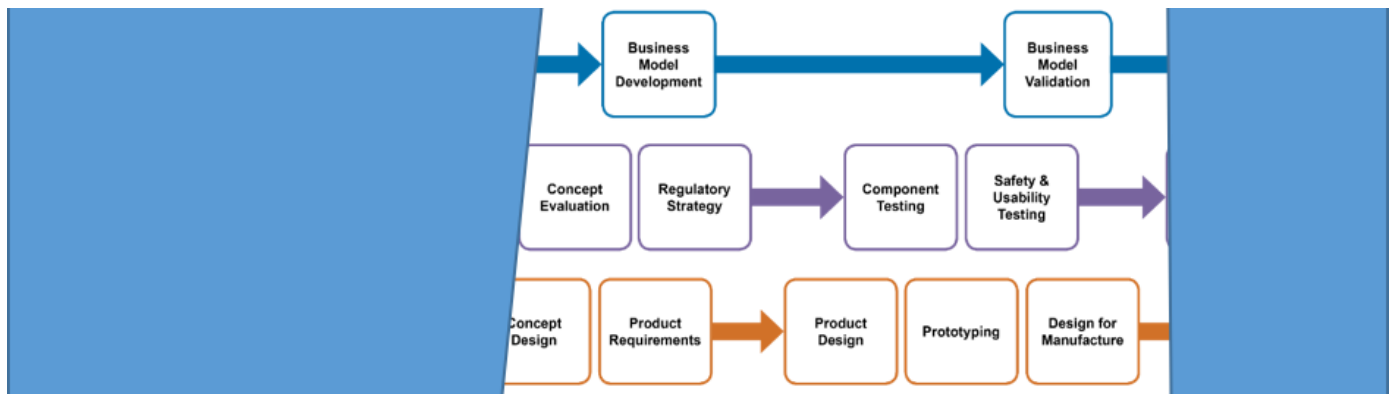 Business
Model
Development
Business
Model
Validation
Concept
Evaluation
Regulatory
Strategy
Component
Testing
Safety &
Usability
Testing
Concept
Design
Product
Requirements
Product
Design
Prototyping
Design for
Manufacture